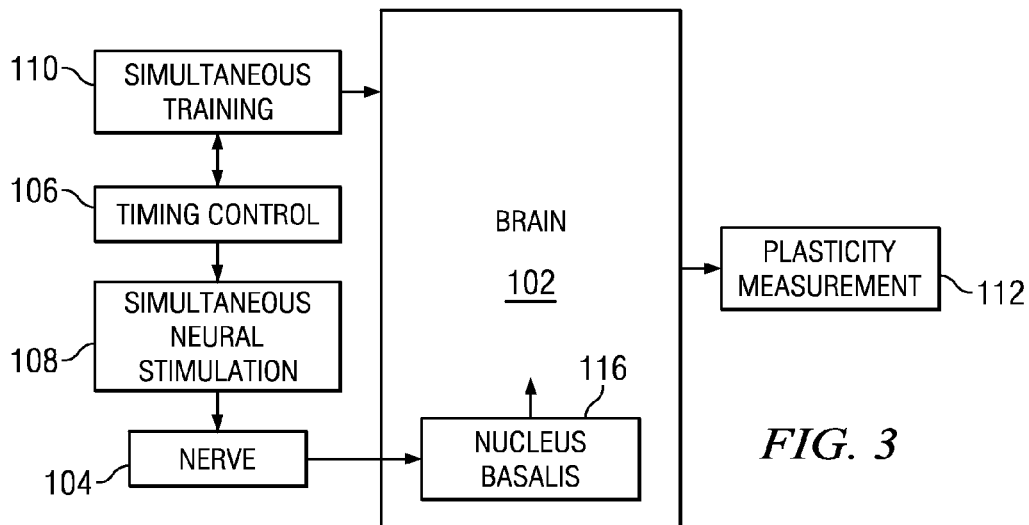 110
SIMULTANEOUS
TRAINING
106
TIMING CONTROL
108
SIMULTANEOUS
NEURAL
STIMULATION
104
NERVE
BRAIN
102
116
NUCLEUS
BASALIS
PLASTICITY
MEASUREMENT
112
FIG. 3